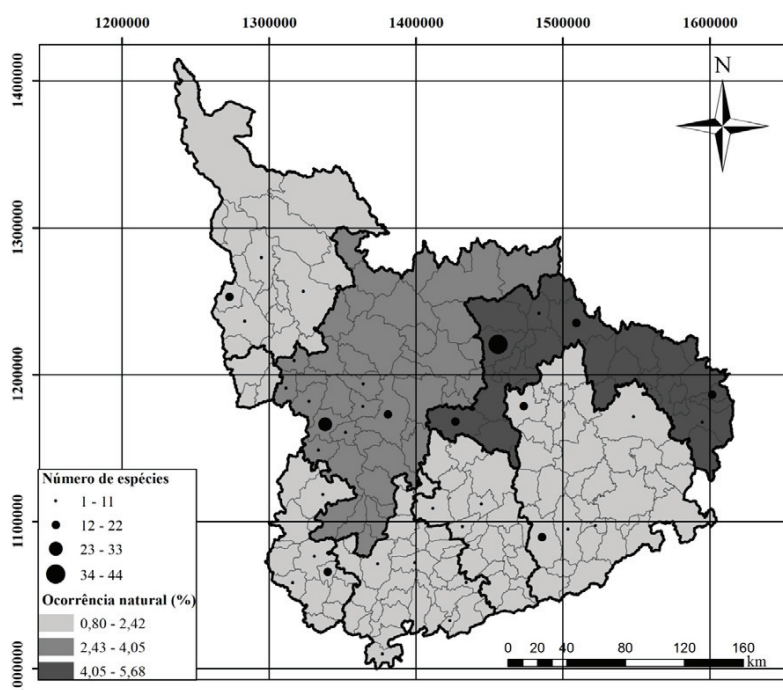 1200000 1300000 1400000 1500000 1600000
1400000
N
1300000
1200000
1100000
000000
Número de espécies
1 - 11
12 - 22
23 - 33
34 - 44
Ocorrência natural (%)
0,80 - 2,42
2,43 - 4,05
4,05 - 5,68
0 20 40 80 120 160
km